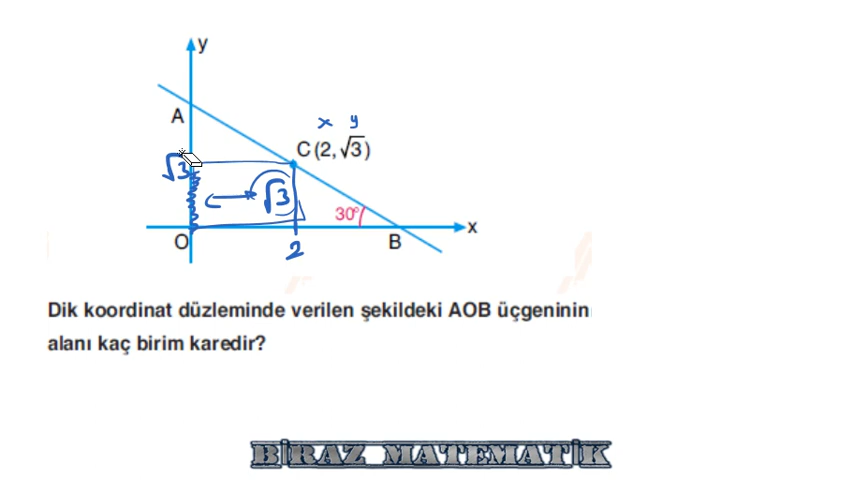 y
x y
A
C (2, √3)
√3
√3
30°
x
O
2
B
Dik koordinat düzleminde verilen şekildeki AOB üçgeninin
alanı kaç birim karedir?
BİRAZ MATEMATİK